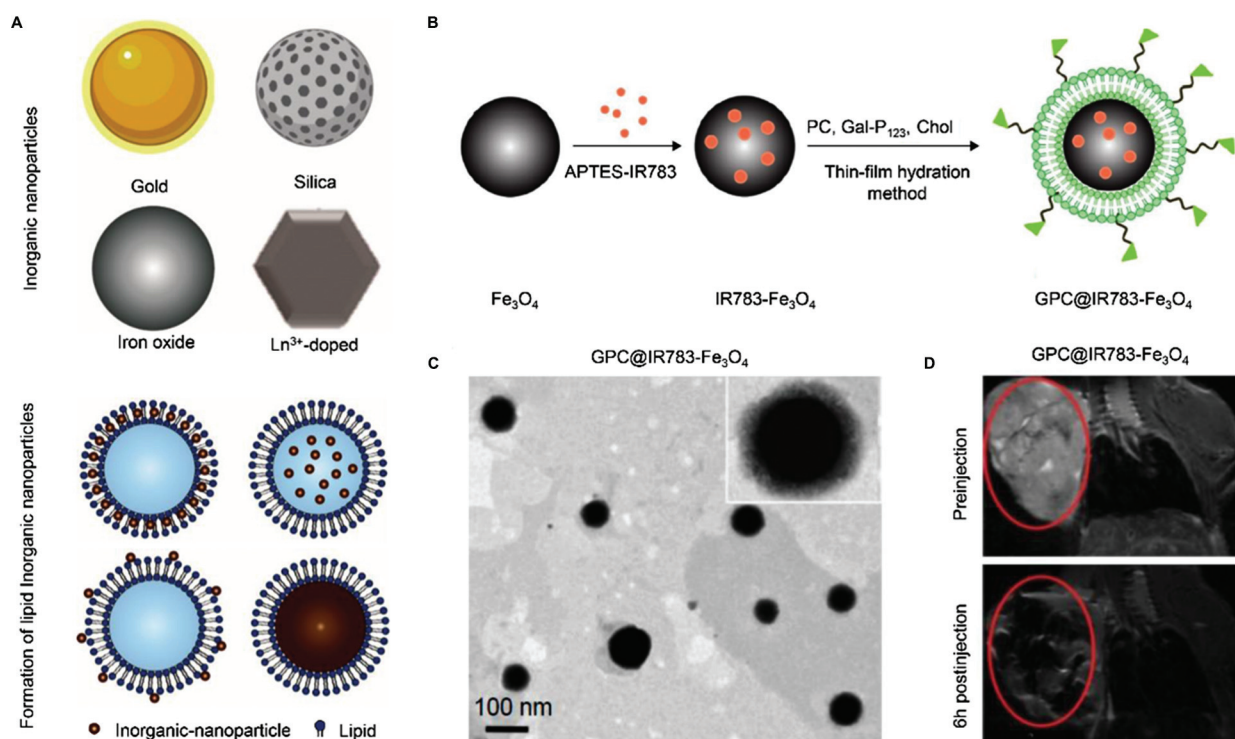 A
Inorganic nanoparticles
Gold
Silica
Iron oxide
Ln³⁺-doped
Formation of lipid Inorganic nanoparticles
Inorganic-nanoparticle
Lipid
B
APTES-IR783
PC, Gal-P₁₂₃, Chol
Thin-film hydration
method
Fe₃O₄
IR783-Fe₃O₄
GPC@IR783-Fe₃O₄
C
GPC@IR783-Fe₃O₄
100 nm
D
GPC@IR783-Fe₃O₄
Preinjection
6h postinjection